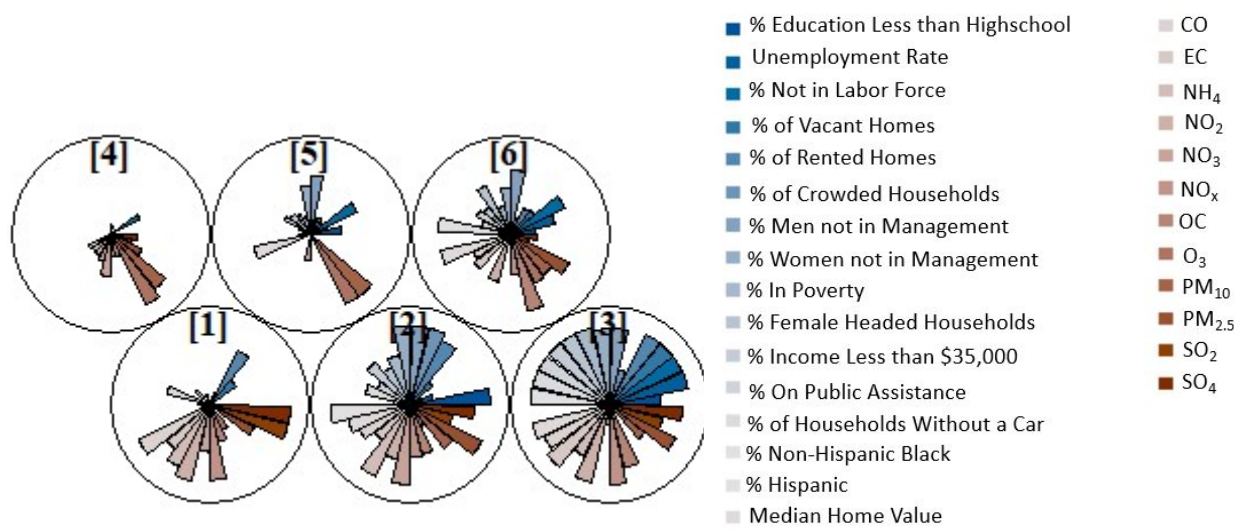 [4]
[5]
[6]
[1]
[2]
[3]
% Education Less than Highschool
Unemployment Rate
% Not in Labor Force
% of Vacant Homes
% of Rented Homes
% of Crowded Households
% Men not in Management
% Women not in Management
% In Poverty
% Female Headed Households
% Income Less than $35,000
% On Public Assistance
% of Households Without a Car
% Non-Hispanic Black
% Hispanic
Median Home Value
CO
EC
NH₄
NO₂
NO₃
NOₓ
OC
O₃
PM₁₀
PM₂.₅
SO₂
SO₄